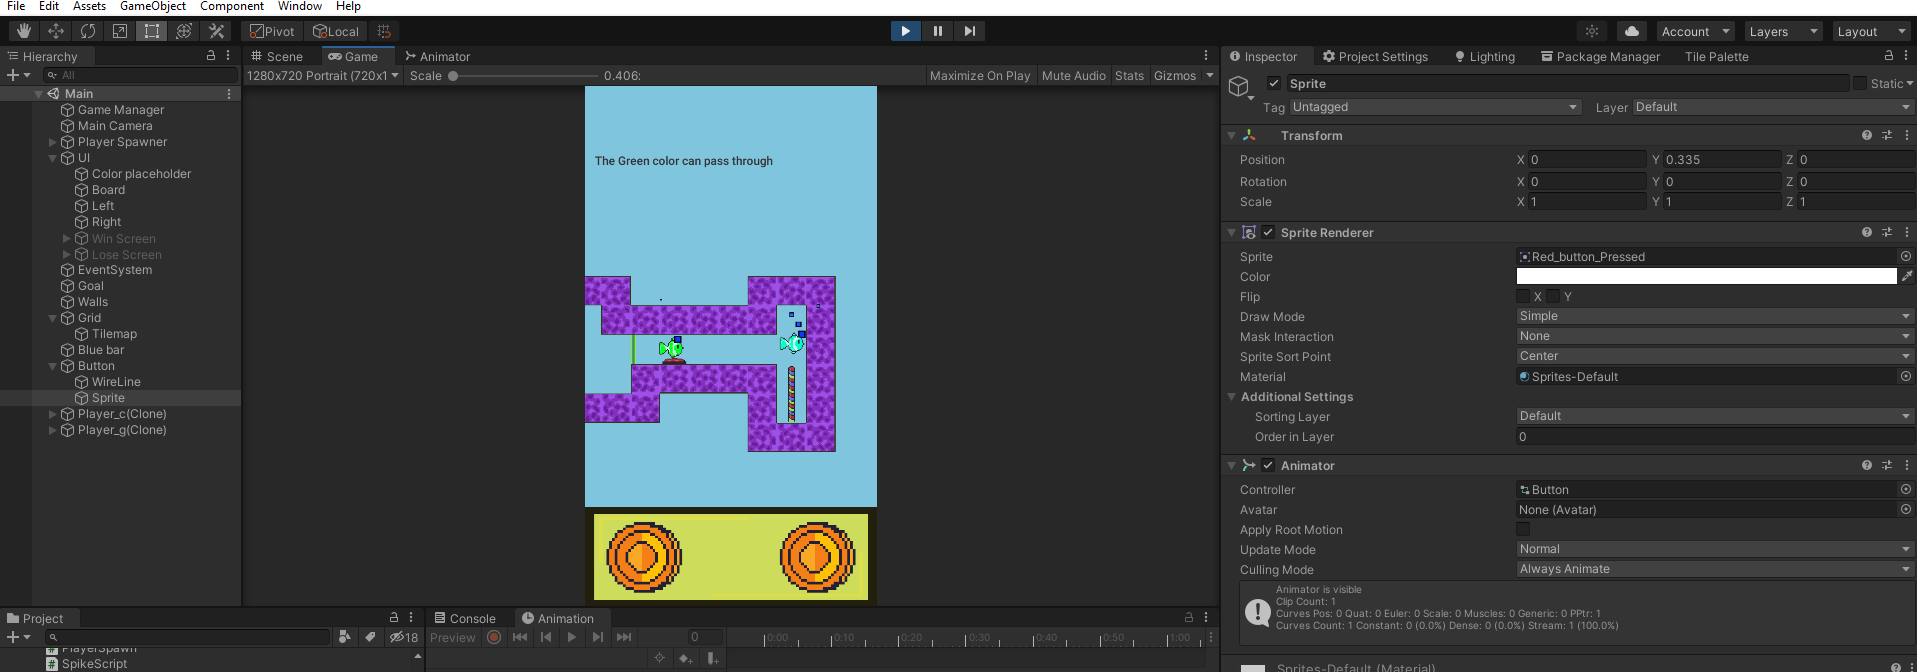 File Edit Assets GameObject Component Window Help
Pivot Local Account Layers Layout
Hierarchy
All
Main
Game Manager
Main Camera
Player Spawner
UI
Color placeholder
Board
Left
Right
Win Screen
Lose Screen
EventSystem
Goal
Walls
Grid
Tilemap
Blue bar
Button
WireLine
Sprite
Player_c(Clone)
Player_g(Clone)
Scene Game Animator
1280x720 Portrait (720x1 Scale 0.406: Maximize On Play Mute Audio Stats Gizmos
The Green color can pass through
Inspector Project Settings Lighting Package Manager Tile Palette
Sprite Static
Tag Untagged Layer Default
Transform
Position X 0 Y 0.335 Z 0
Rotation X 0 Y 0 Z 0
Scale X 1 Y 1 Z 1
Sprite Renderer
Sprite Red_button_Pressed
Color
Flip X Y
Draw Mode Simple
Mask Interaction None
Sprite Sort Point Center
Material Sprites-Default
Additional Settings
Sorting Layer Default
Order in Layer 0
Animator
Controller Button
Avatar None (Avatar)
Apply Root Motion
Update Mode Normal
Culling Mode Always Animate
Animator is visible
Clip Count: 1
Curves Pos: 0 Quat: 0 Euler: 0 Scale: 0 Muscles: 0 Generic: 0 PPtr: 1
Curves Count: 1 Constant: 0 (0.0%) Dense: 0 (0.0%) Stream: 1 (100.0%)
Sprites-Default (Material)
Project
18
PlayerSpawn
SpikeScript
Console Animation
Preview 0 0:00 0:10 0:20 0:30 0:40 0:50 1:00